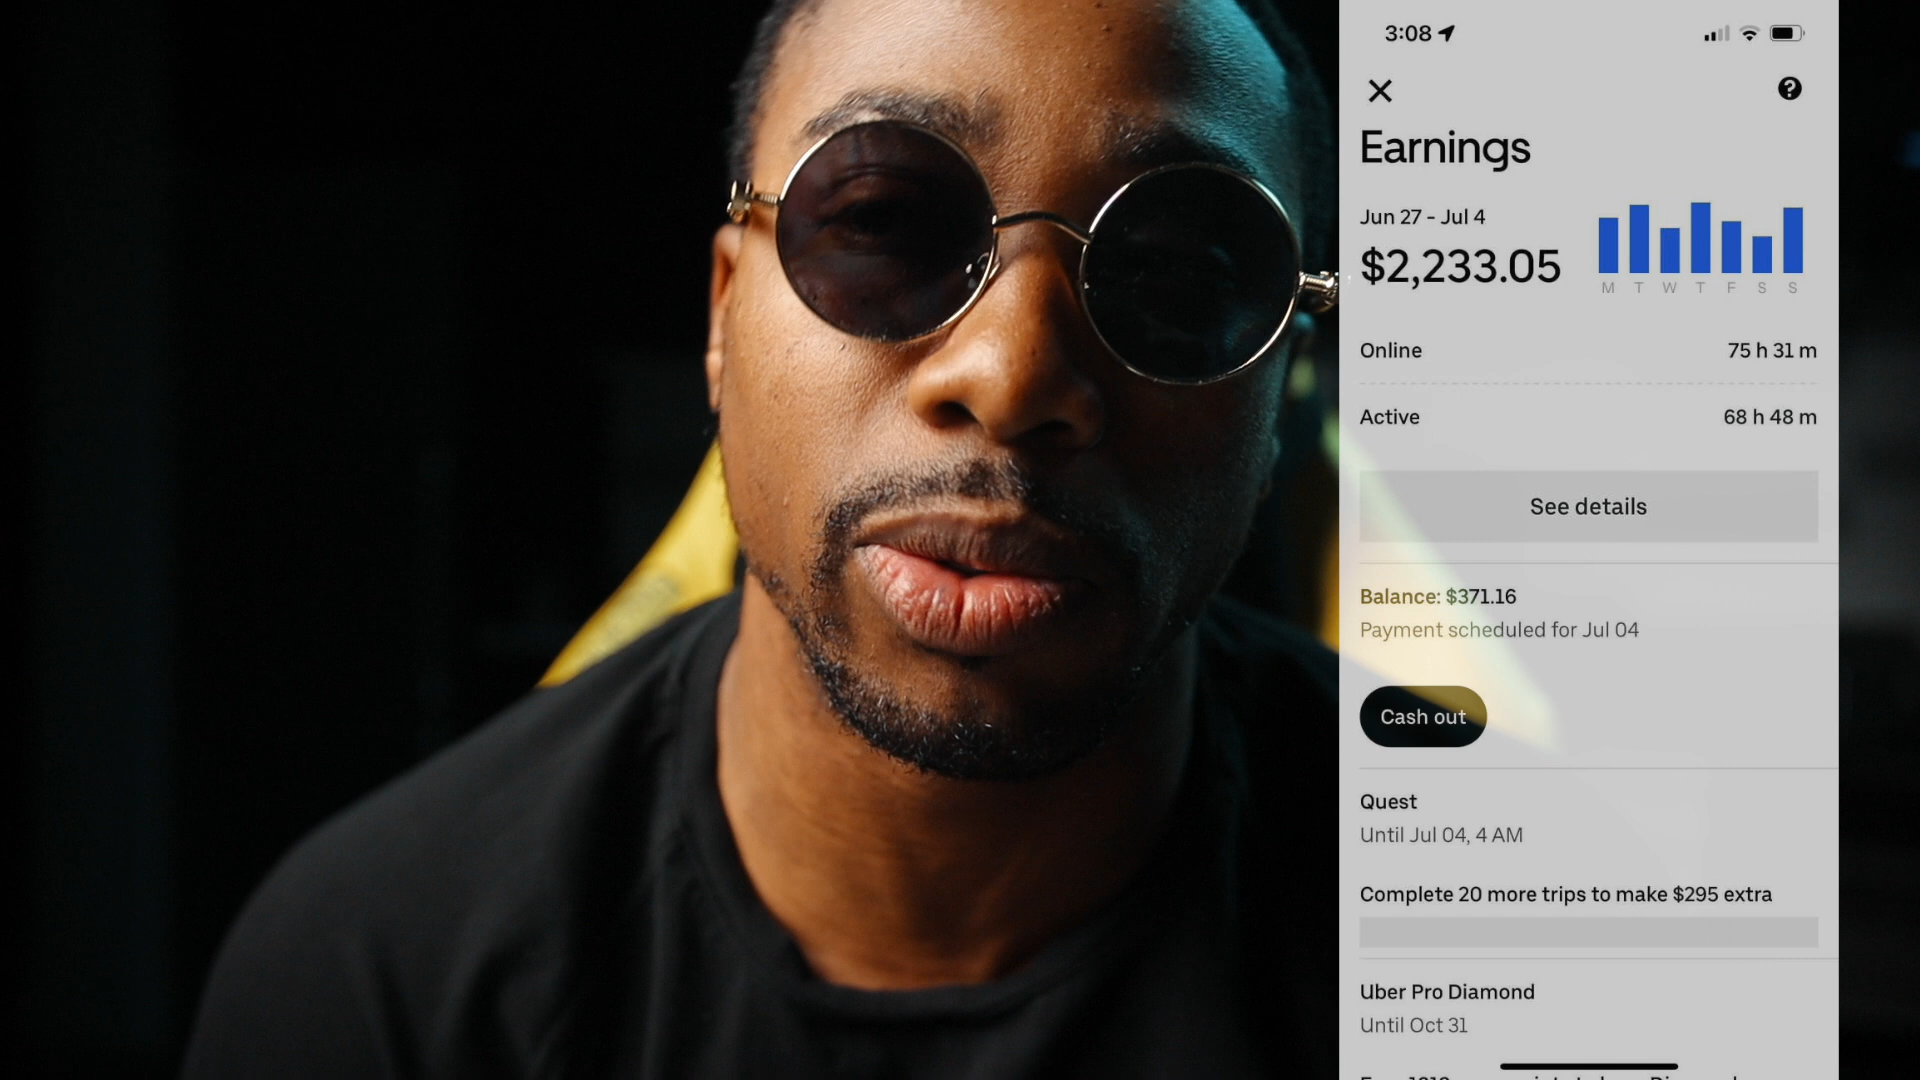 3:08
Earnings
Jun 27 - Jul 4
$2,233.05
M T W T F S S
Online 75 h 31 m
Active 68 h 48 m
See details
Balance: $371.16
Payment scheduled for Jul 04
Cash out
Quest
Until Jul 04, 4 AM
Complete 20 more trips to make $295 extra
Uber Pro Diamond
Until Oct 31